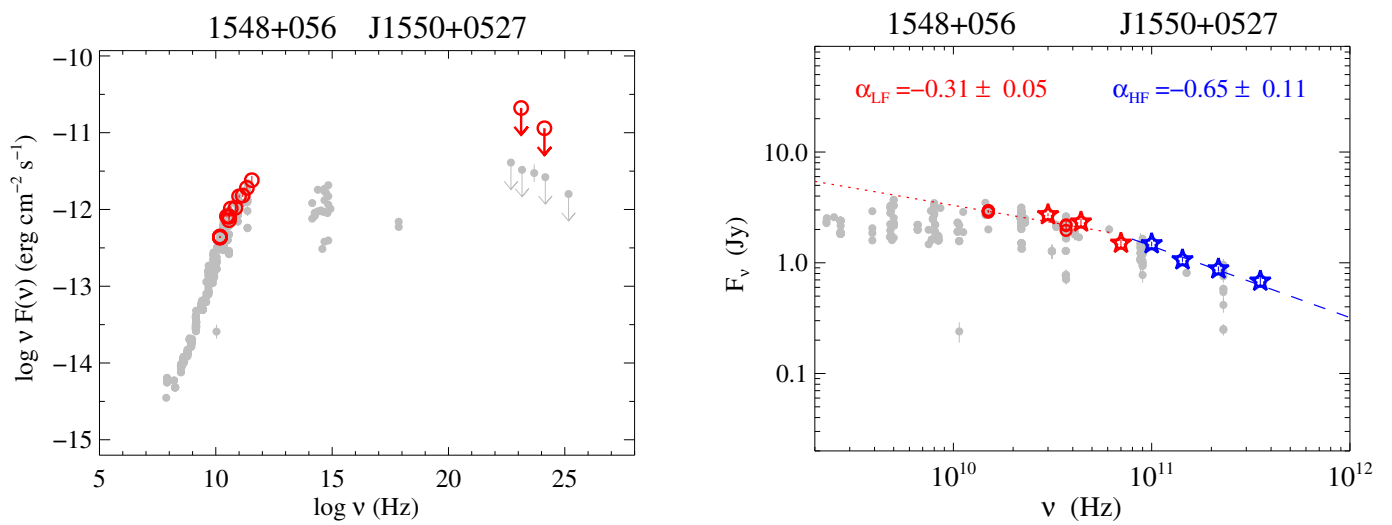 1548+056 J1550+0527
−10
−11
−12
−13
−14
−15
log ν F(ν) (erg cm⁻² s⁻¹)
5 10 15 20 25
log ν (Hz)
1548+056 J1550+0527
α_LF =−0.31± 0.05 α_HF =−0.65± 0.11
10.0
1.0
0.1
F_ν (Jy)
10¹⁰ 10¹¹ 10¹²
ν (Hz)